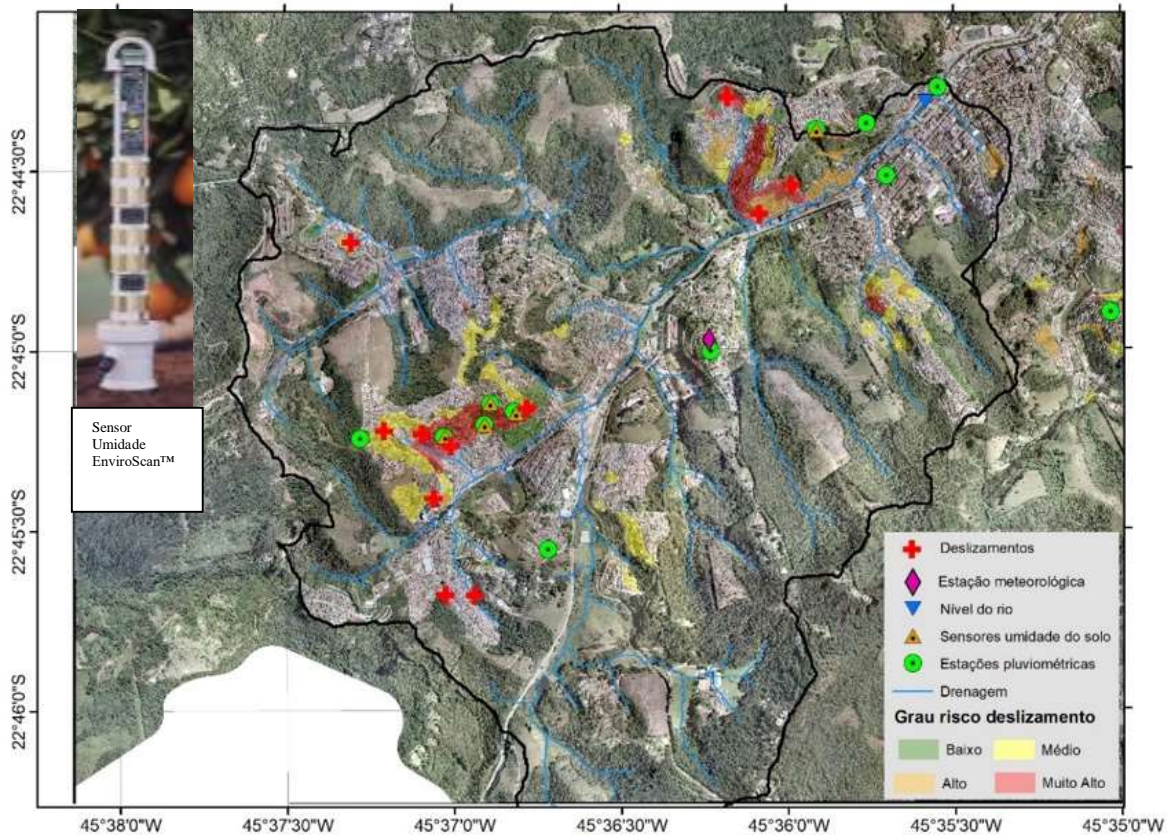 Sensor
Umidade
EnviroScan™
22°44'30"S
22°45'0"S
22°45'30"S
22°46'0"S
Deslizamentos
Estação meteorológica
Nível do rio
Sensores umidade do solo
Estações pluviométricas
Drenagem
Grau risco deslizamento
Baixo Médio
Alto Muito Alto
45°38'0"W 45°37'30"W 45°37'0"W 45°36'30"W 45°36'0"W 45°35'30"W 45°35'0"W